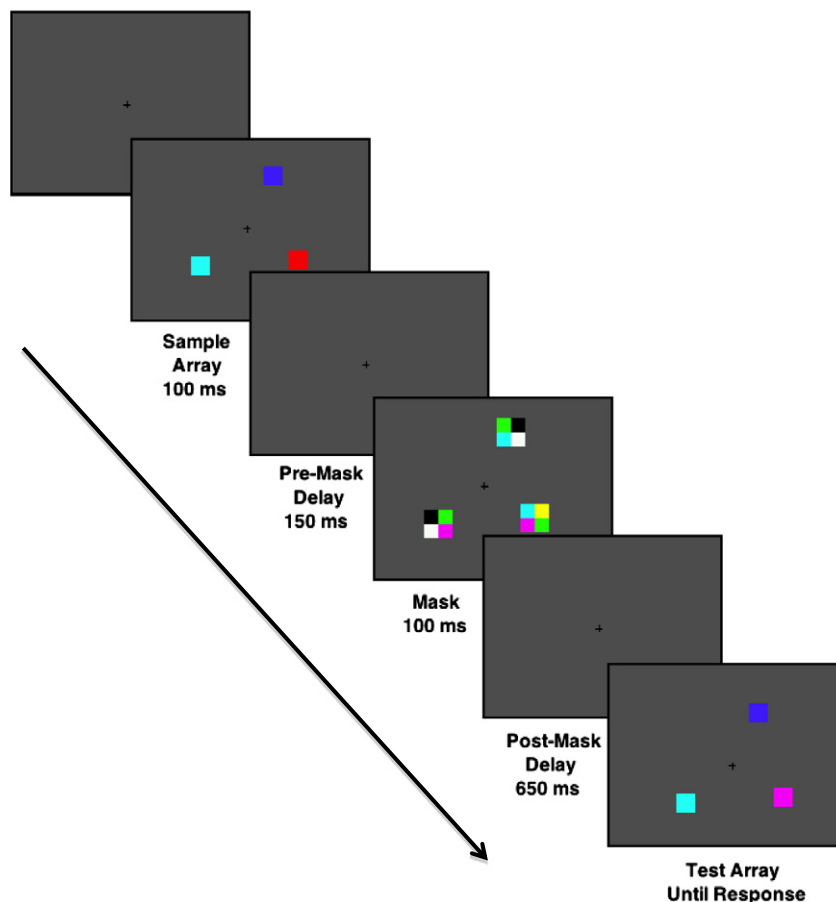 Sample
Array
100 ms
Pre-Mask
Delay
150 ms
Mask
100 ms
Post-Mask
Delay
650 ms
Test Array
Until Response